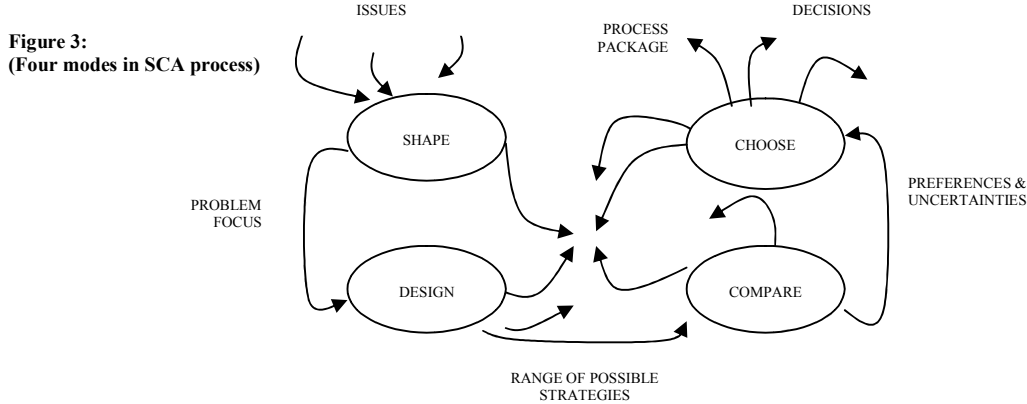 ISSUES
DECISIONS
Figure 3:
(Four modes in SCA process)
PROCESS
PACKAGE
SHAPE
CHOOSE
PREFERENCES &
UNCERTAINTIES
PROBLEM
FOCUS
DESIGN
COMPARE
RANGE OF POSSIBLE
STRATEGIES